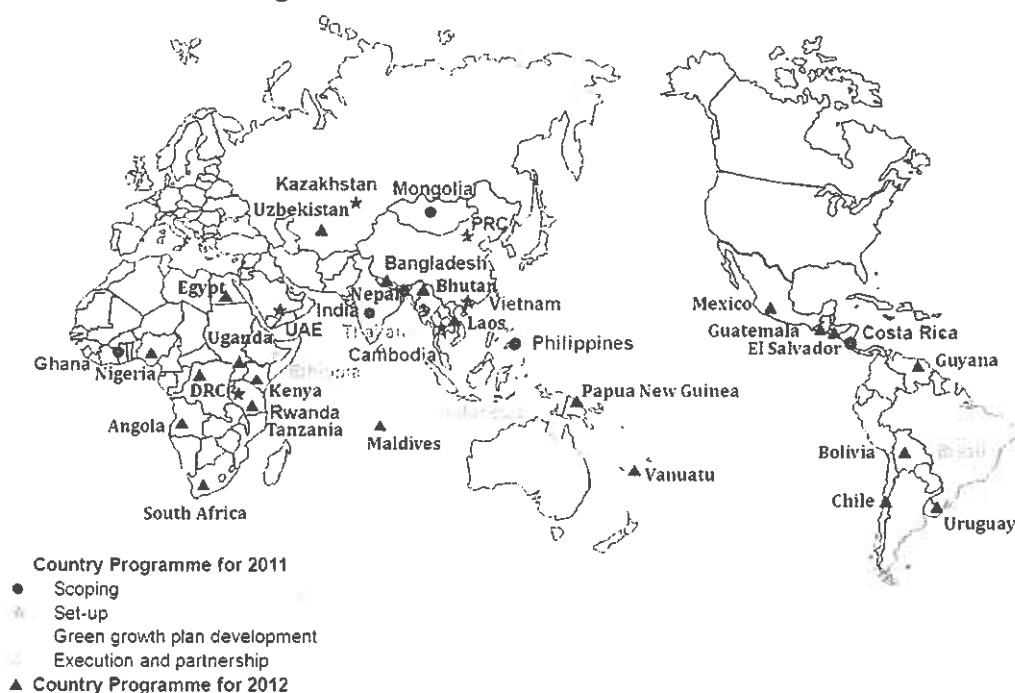 Kazakhstan
Mongolia
Uzbekistan
PRC
Bangladesh
Egypt
Nepal
Bhutan
India
Vietnam
Mexico
UAE
Thailand
Laos
Guatemala
Costa Rica
Uganda
Cambodia
Philippines
El Salvador
Ghana
Nigeria
Ethiopia
Guyana
DRC
Kenya
Papua New Guinea
Rwanda
Angola
Tanzania
Maldives
Bolivia
Brazil
Vanuatu
Chile
South Africa
Uruguay
Country Programme for 2011
Scoping
Set-up
Green growth plan development
Execution and partnership
Country Programme for 2012